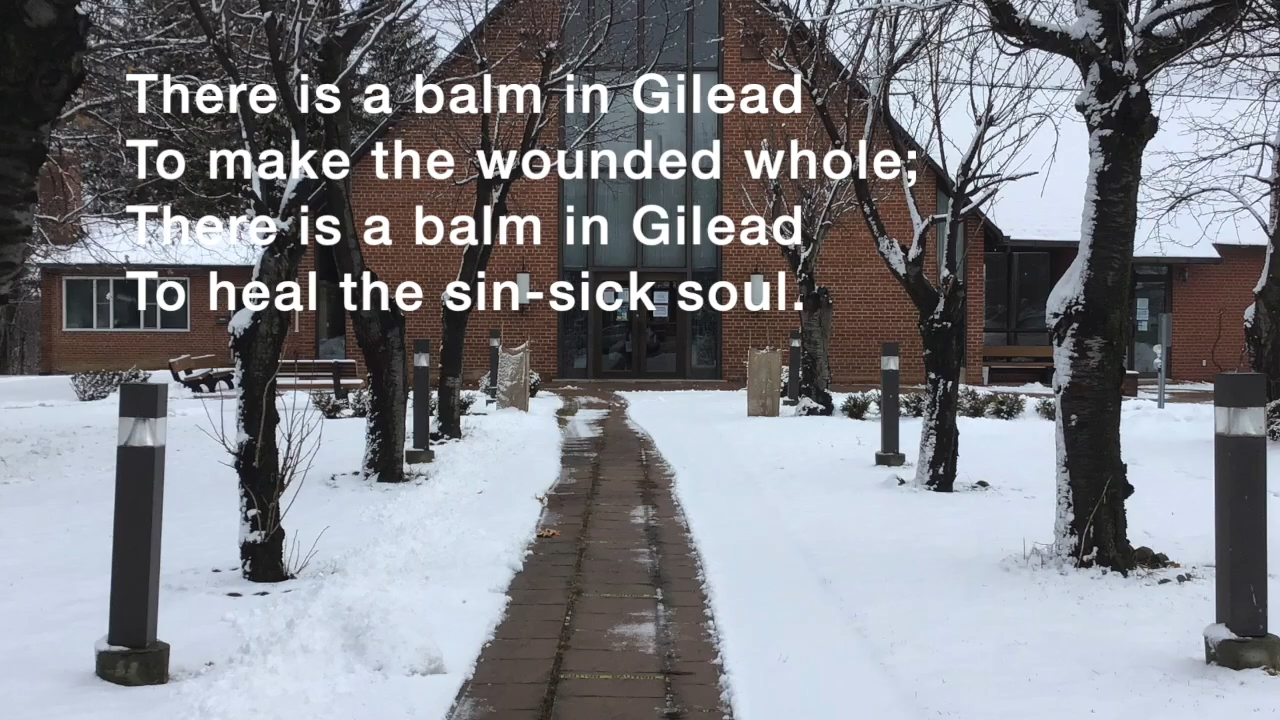 There is a balm in Gilead
To make the wounded whole;
There is a balm in Gilead
To heal the sin-sick soul.